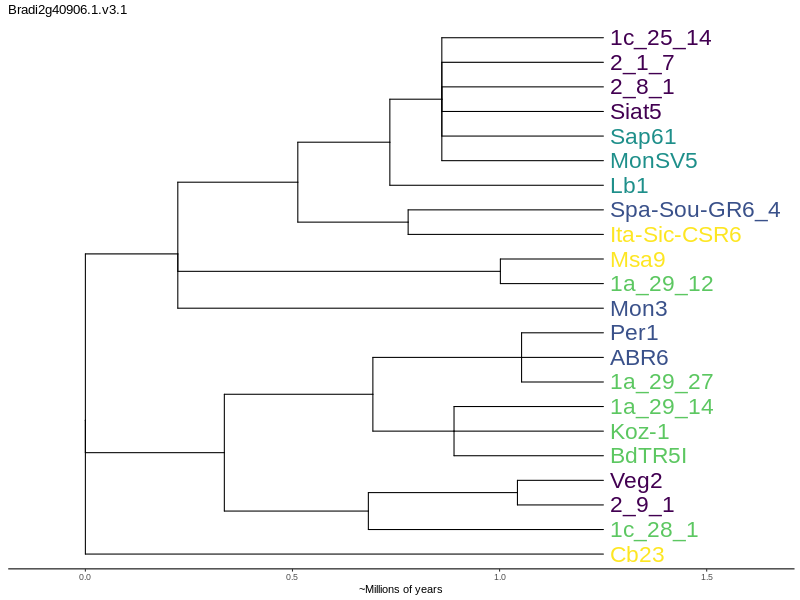 Bradi2g40906.1.v3.1
1c_25_14
2_1_7
2_8_1
Siat5
Sap61
MonSV5
Lb1
Spa-Sou-GR6_4
Ita-Sic-CSR6
Msa9
1a_29_12
Mon3
Per1
ABR6
1a_29_27
1a_29_14
Koz-1
BdTR5I
Veg2
2_9_1
1c_28_1
Cb23
0.0 0.5 1.0 1.5
~Millions of years